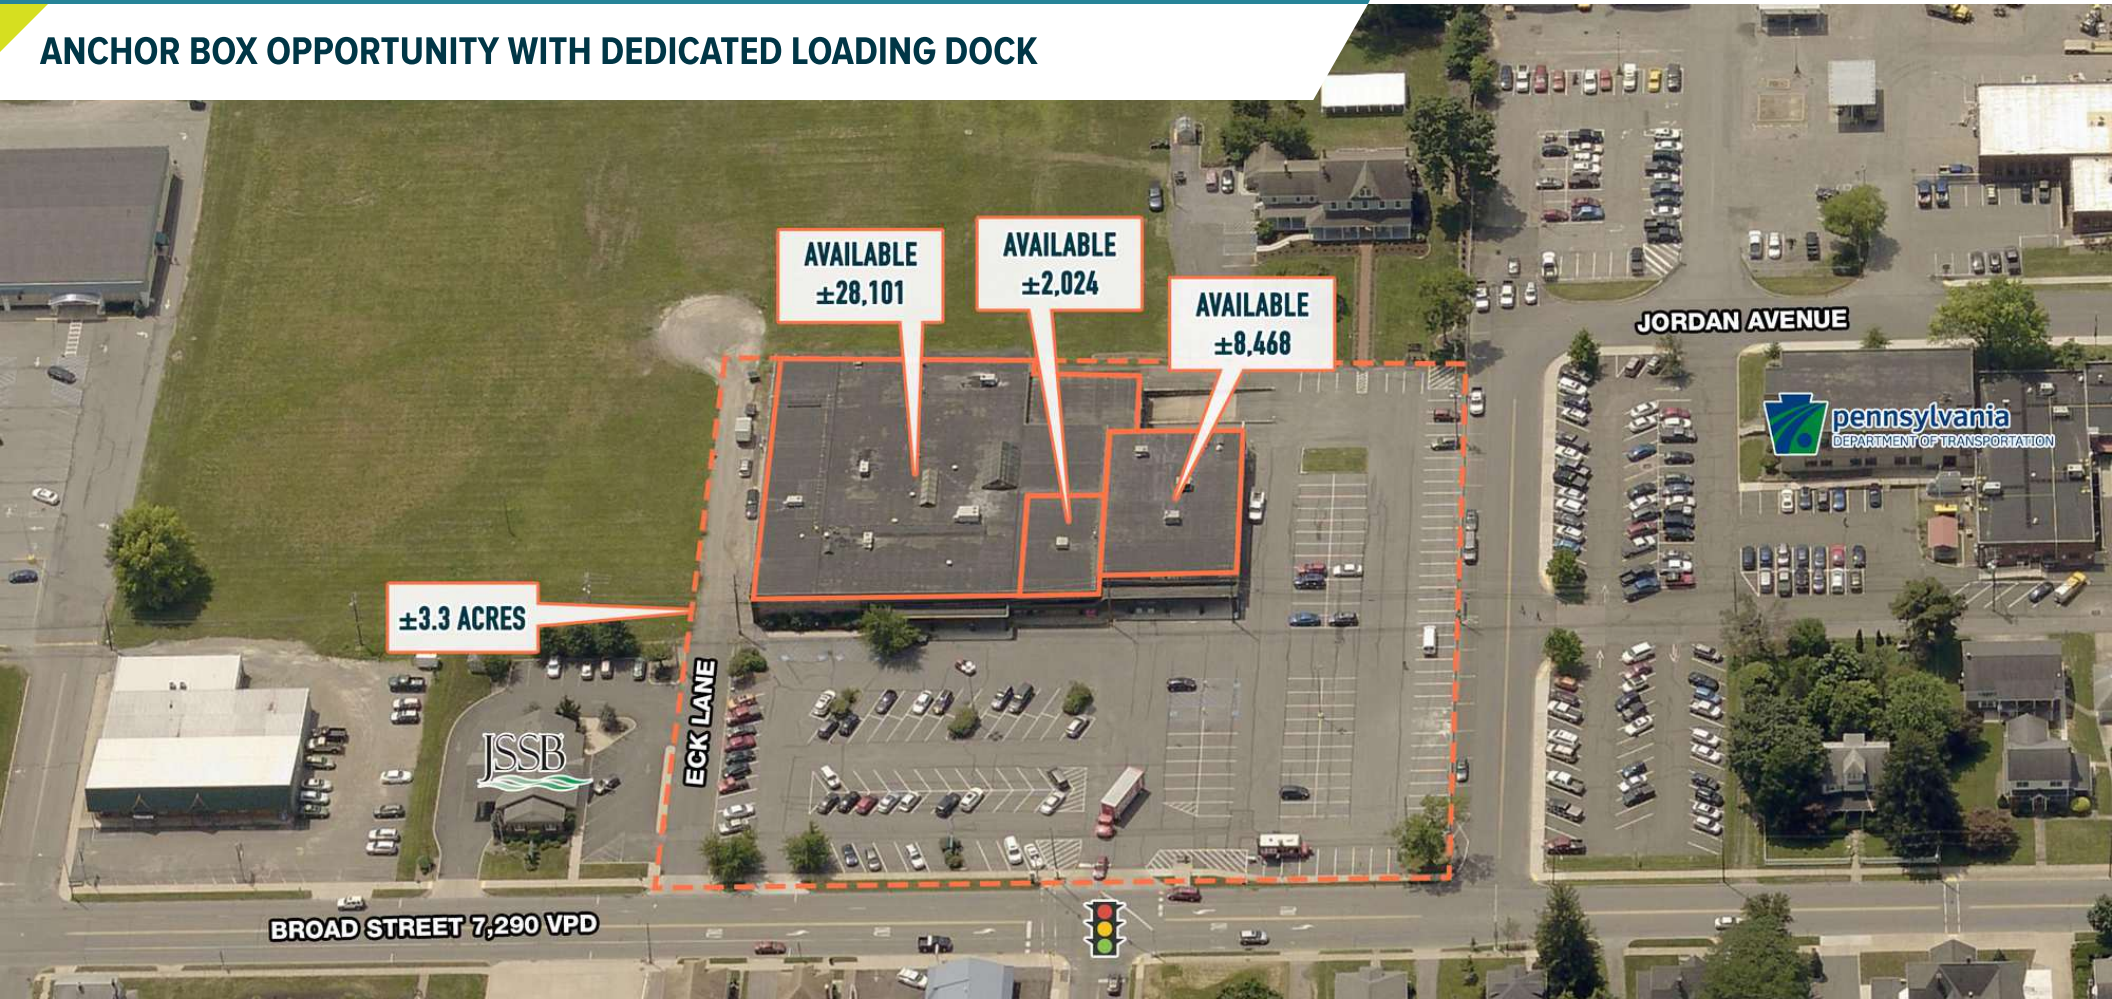 ANCHOR BOX OPPORTUNITY WITH DEDICATED LOADING DOCK
AVAILABLE
±28,101
AVAILABLE
±2,024
AVAILABLE
±8,468
JORDAN AVENUE
pennsylvania
DEPARTMENT OF TRANSPORTATION
±3.3 ACRES
ECK LANE
JSSB
BROAD STREET 7,290 VPD